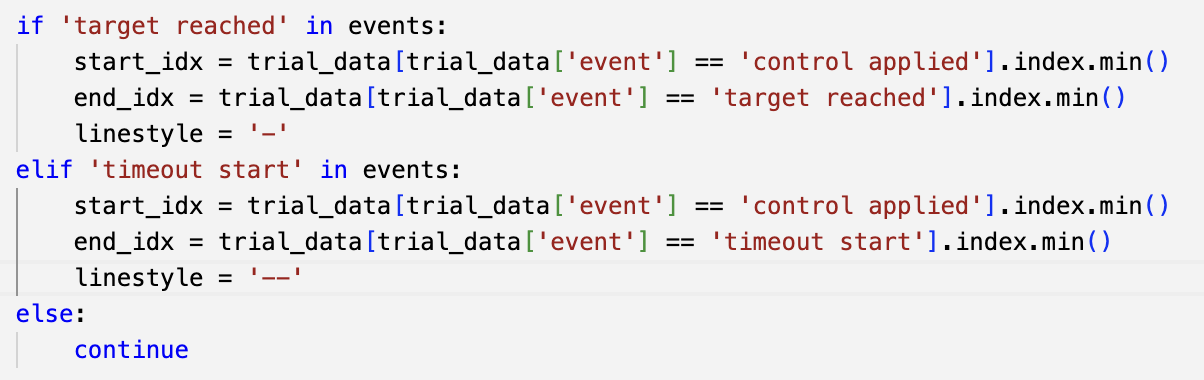 if 'target reached' in events:
    start_idx = trial_data[trial_data['event'] == 'control applied'].index.min()
    end_idx = trial_data[trial_data['event'] == 'target reached'].index.min()
    linestyle = '-'
elif 'timeout start' in events:
    start_idx = trial_data[trial_data['event'] == 'control applied'].index.min()
    end_idx = trial_data[trial_data['event'] == 'timeout start'].index.min()
    linestyle = '--'
else:
    continue